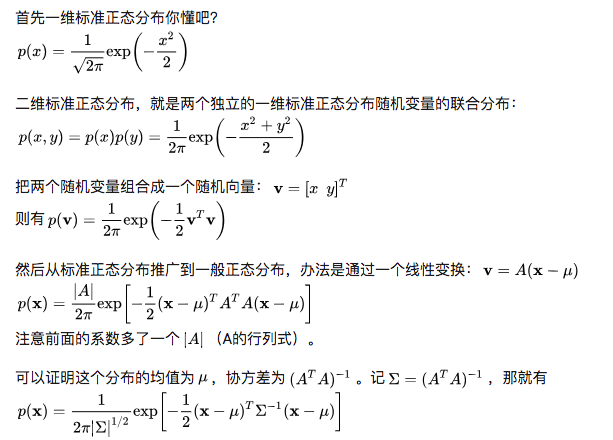 首先一维标准正态分布你懂吧?
p(x) = \frac{1}{\sqrt{2\pi}} \exp\left(-\frac{x^2}{2}\right)
二维标准正态分布，就是两个独立的一维标准正态分布随机变量的联合分布：
p(x, y) = p(x)p(y) = \frac{1}{2\pi} \exp\left(-\frac{x^2 + y^2}{2}\right)
把两个随机变量组合成一个随机向量： \mathbf{v} = [x \ y]^T
则有 p(\mathbf{v}) = \frac{1}{2\pi} \exp\left(-\frac{1}{2}\mathbf{v}^T\mathbf{v}\right)
然后从标准正态分布推广到一般正态分布，办法是通过一个线性变换： \mathbf{v} = A(\mathbf{x} - \mu)
p(\mathbf{x}) = \frac{|A|}{2\pi} \exp\left[-\frac{1}{2}(\mathbf{x} - \mu)^T A^T A(\mathbf{x} - \mu)\right]
注意前面的系数多了一个 |A| （A的行列式）。
可以证明这个分布的均值为 \mu ，协方差为 (A^T A)^{-1} 。记 \Sigma = (A^T A)^{-1} ，那就有
p(\mathbf{x}) = \frac{1}{2\pi|\Sigma|^{1/2}} \exp\left[-\frac{1}{2}(\mathbf{x} - \mu)^T \Sigma^{-1}(\mathbf{x} - \mu)\right]